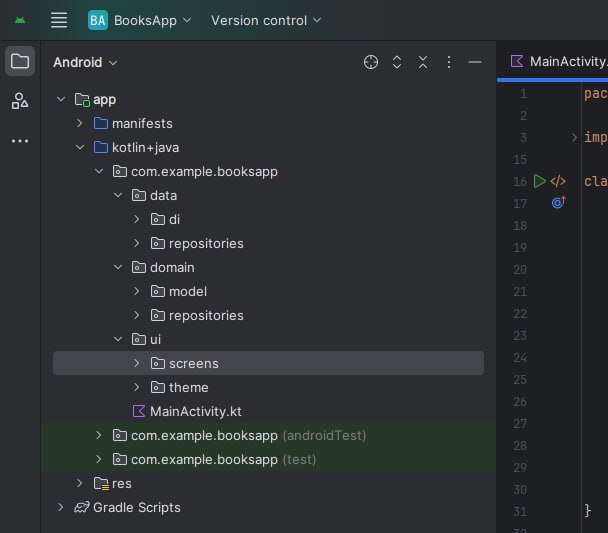 BA BooksApp Version control
Android
MainActivity.
app
manifests
kotlin+java
com.example.booksapp
data
di
repositories
domain
model
repositories
ui
screens
theme
MainActivity.kt
com.example.booksapp (androidTest)
com.example.booksapp (test)
res
Gradle Scripts
1 pac
2
3 > imp
15
16 </> cla
17
18
19
20
21
22
23
24
25
26
27
28
29
30
31 }
32